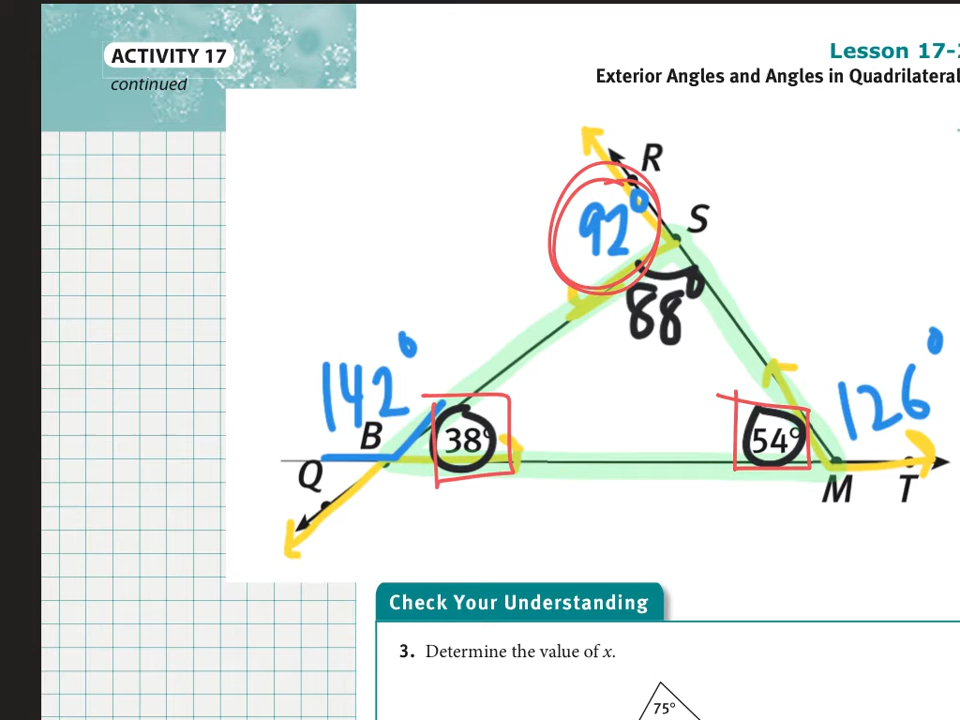 ACTIVITY 17
continued
Lesson 17-
Exterior Angles and Angles in Quadrilateral
R
S
92°
88°
142°
126°
B
38°
54°
Q
M
T
Check Your Understanding
3. Determine the value of x.
75°